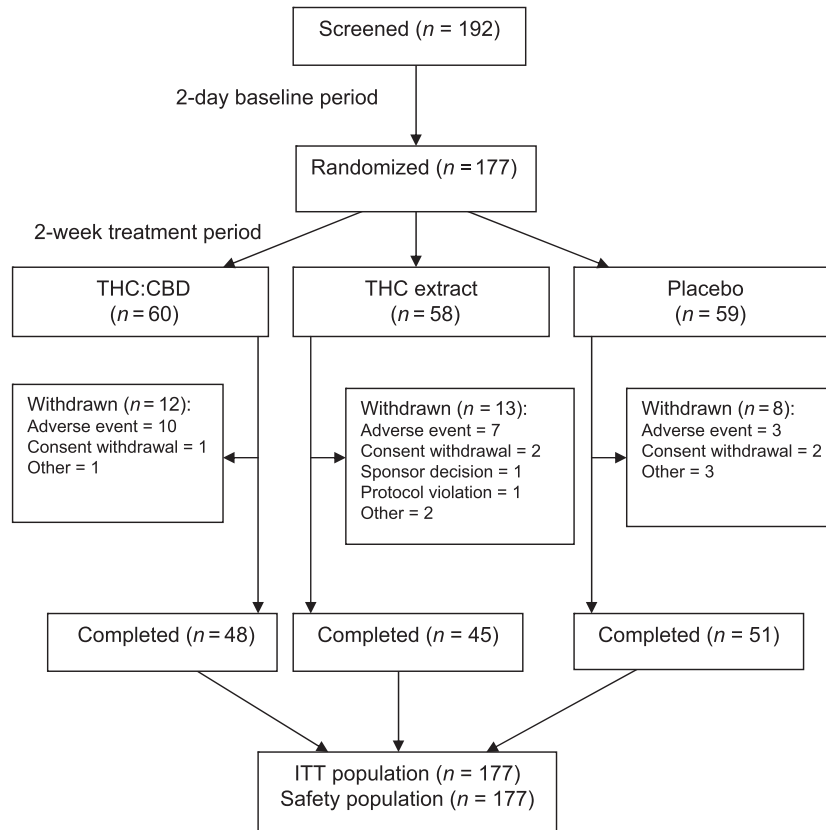 Screened (n = 192)
2-day baseline period
Randomized (n = 177)
2-week treatment period
THC:CBD
(n = 60)
THC extract
(n = 58)
Placebo
(n = 59)
Withdrawn (n = 12):
Adverse event = 10
Consent withdrawal = 1
Other = 1
Withdrawn (n = 13):
Adverse event = 7
Consent withdrawal = 2
Sponsor decision = 1
Protocol violation = 1
Other = 2
Withdrawn (n = 8):
Adverse event = 3
Consent withdrawal = 2
Other = 3
Completed (n = 48)
Completed (n = 45)
Completed (n = 51)
ITT population (n = 177)
Safety population (n = 177)